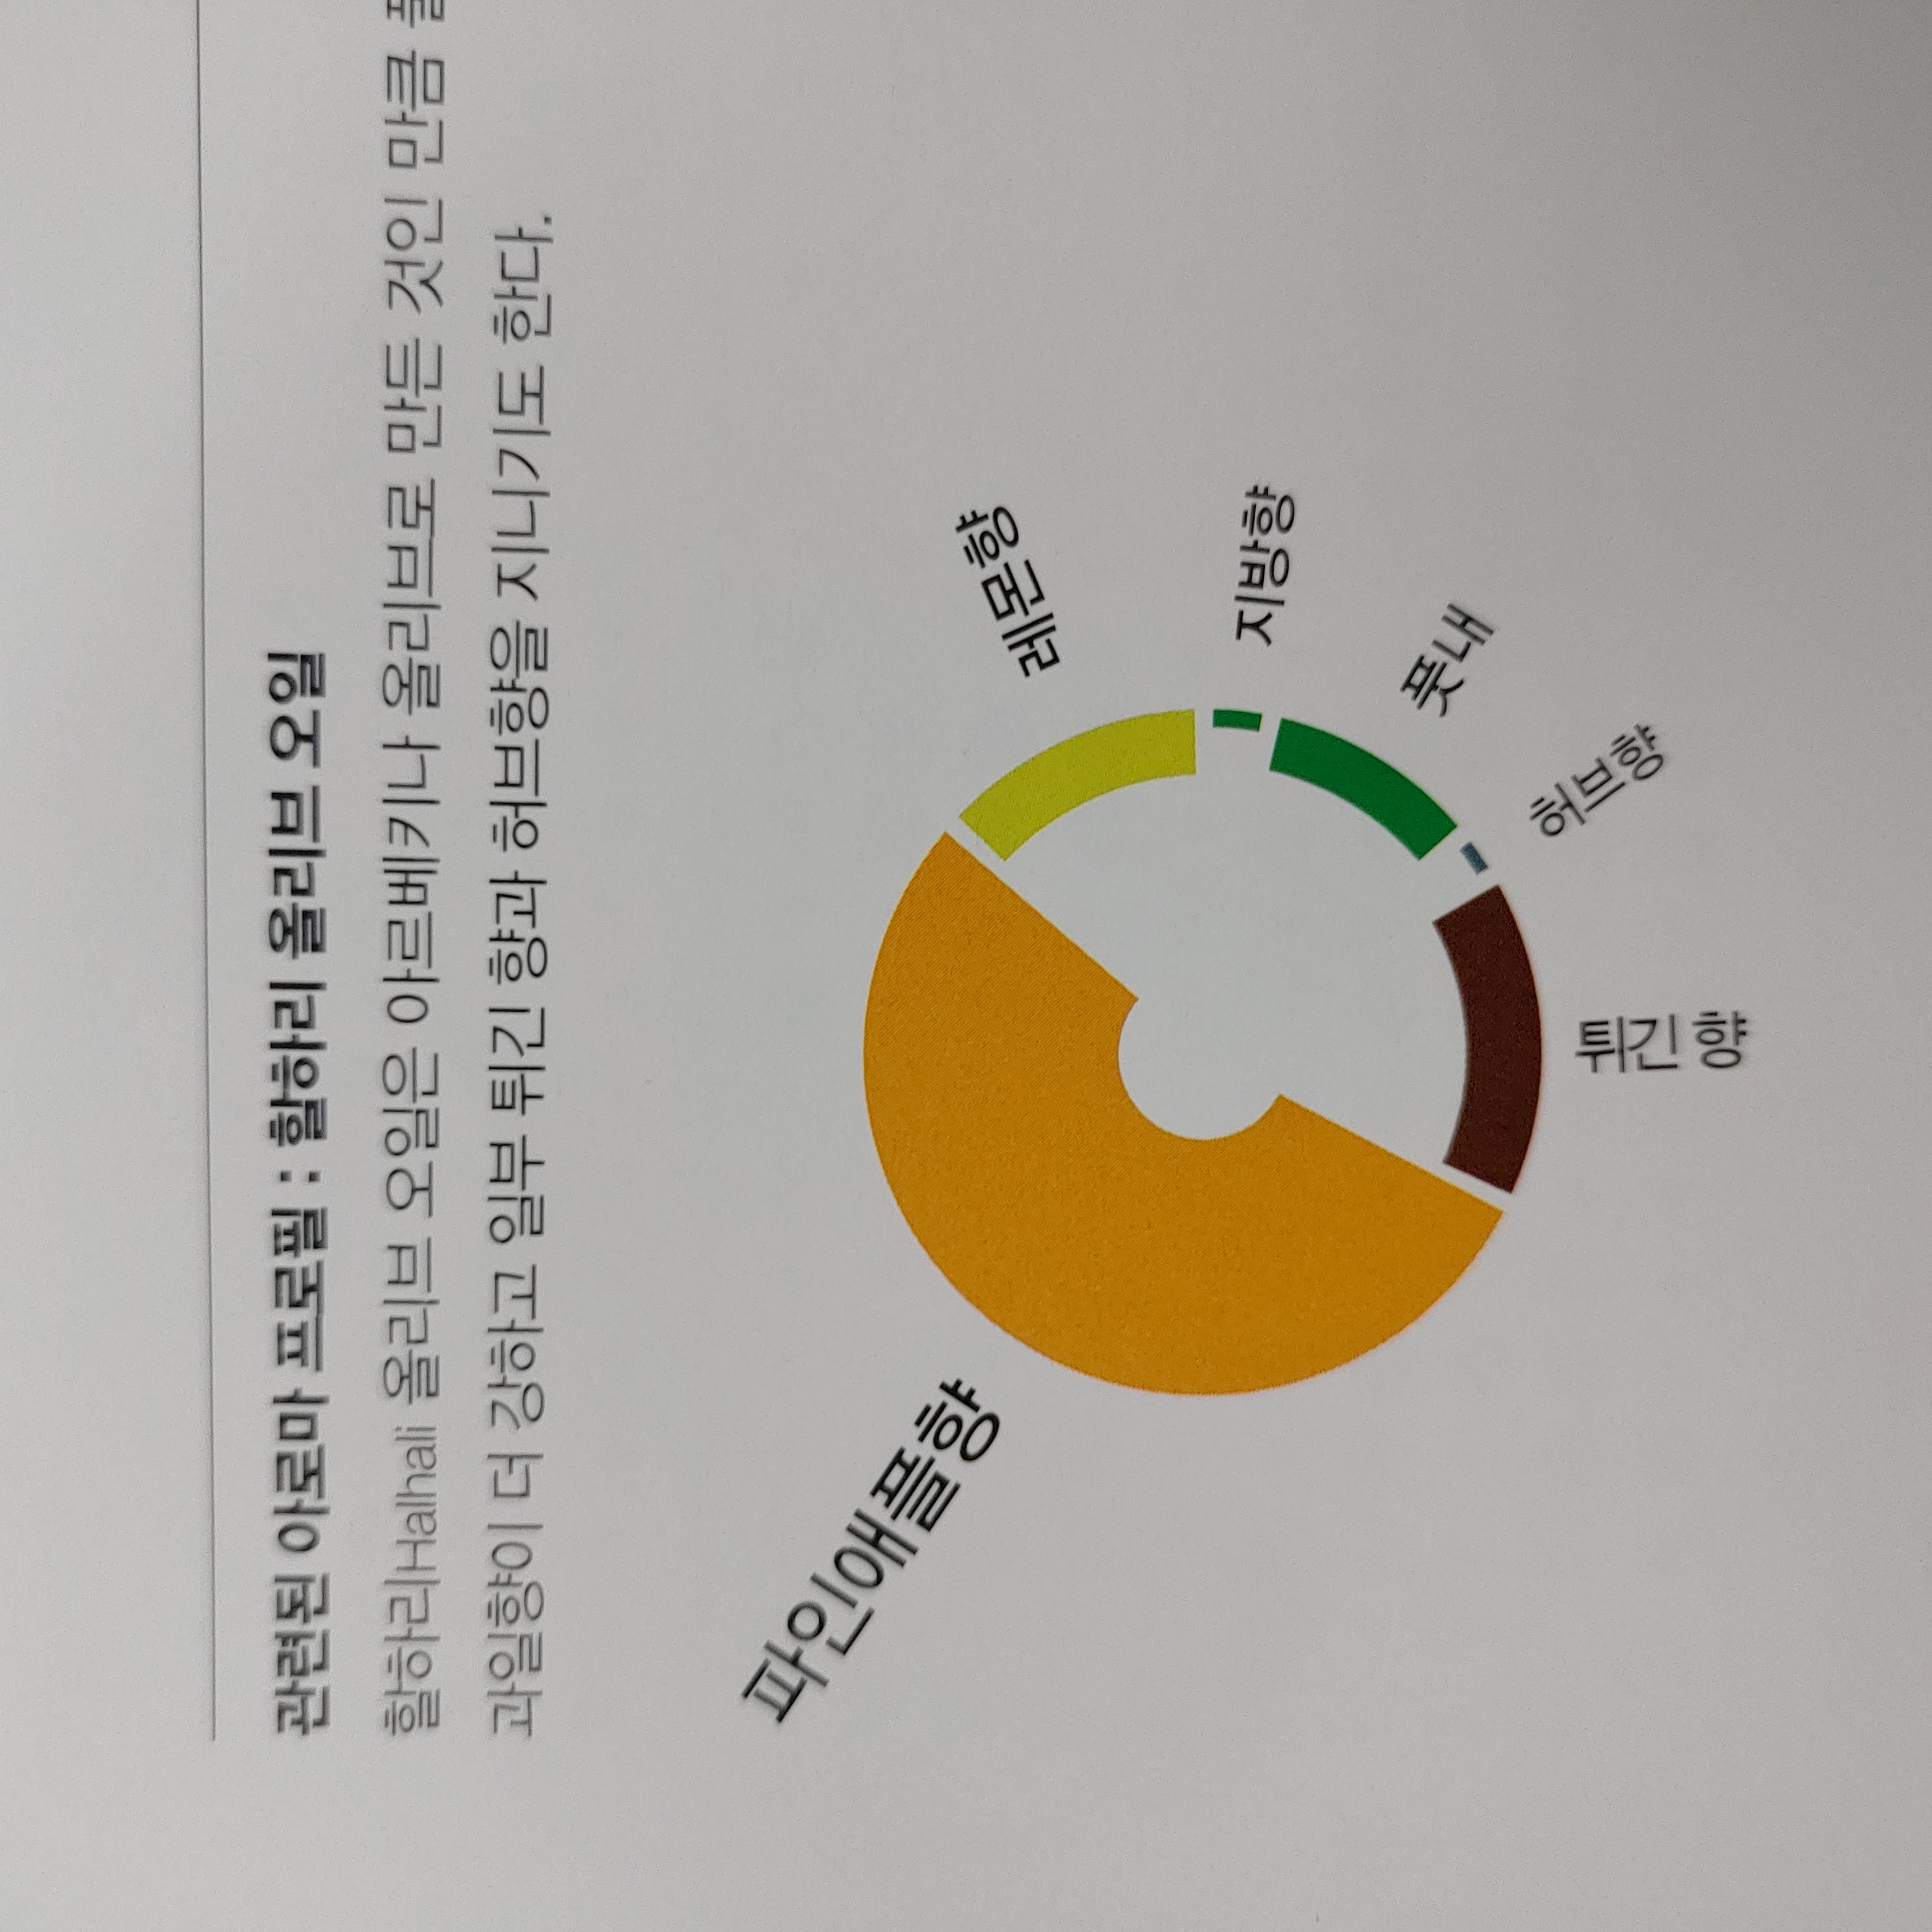 관련된 아로마 프로필 : 할하리 올리브 오일
할하리Halhali 올리브 오일은 아르베키나 올리브로 만든 것인 만큼
과일향이 더 강하고 일부 튀긴 향과 허브향을 지니기도 한다.
파인애플향
레몬향
지방향
풋내
허브향
튀긴 향